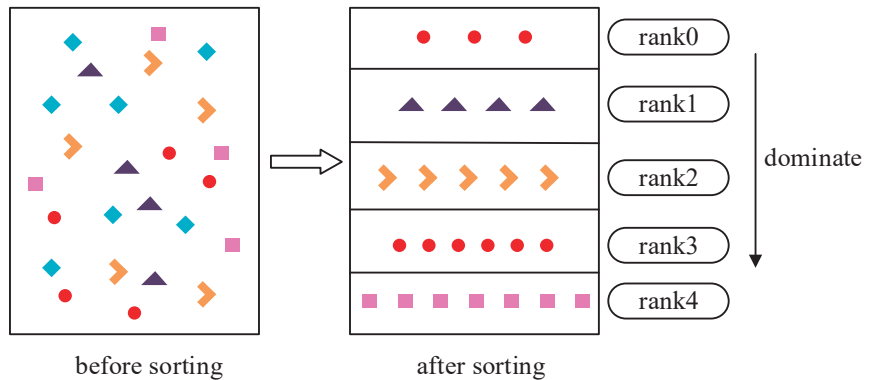 rank0
rank1
rank2
rank3
rank4
dominate
before sorting
after sorting